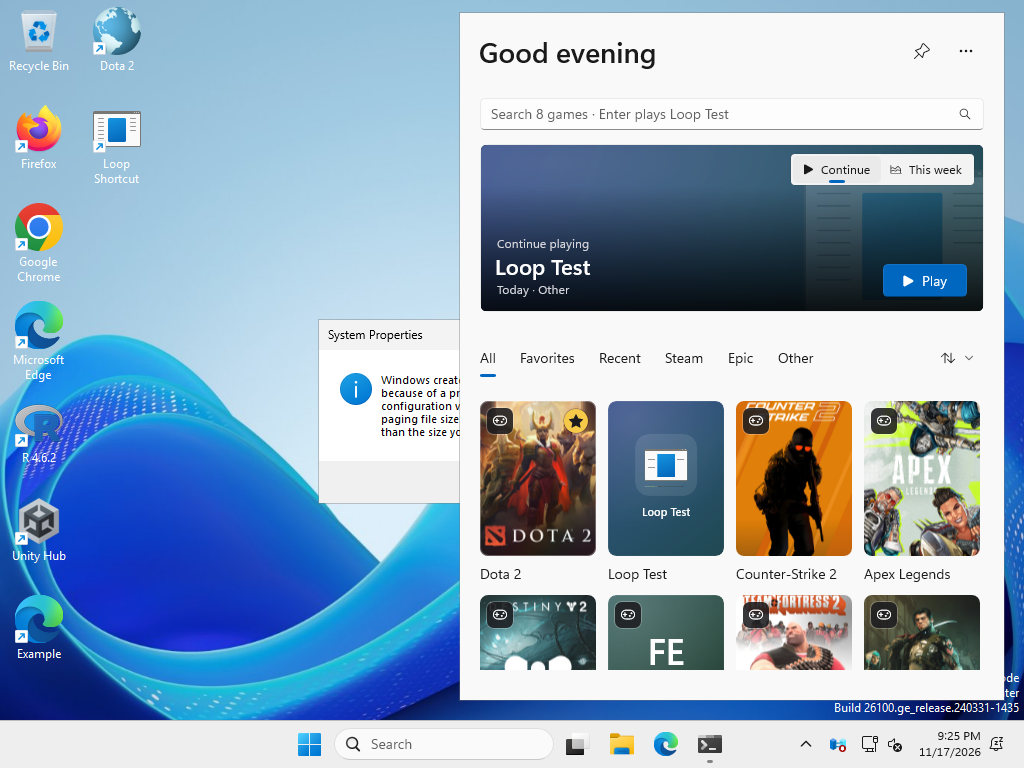 Recycle Bin
Dota 2
Firefox
Loop
Shortcut
Google
Chrome
Microsoft
Edge
R 4.6.2
Unity Hub
Example
System Properties
Windows create
because of a pr
configuration w
paging file size
than the size yo
Good evening
Search 8 games · Enter plays Loop Test
Continue
This week
Continue playing
Loop Test
Today · Other
Play
All
Favorites
Recent
Steam
Epic
Other
COUNTER
STRIKE 2
APEX
LEGENDS
DOTA 2
Loop Test
Dota 2
Loop Test
Counter-Strike 2
Apex Legends
DESTINY 2
FE
TEAM FORTRESS 2
ode
ter
Build 26100.ge_release.240331-1435
Search
9:25 PM
11/17/2026